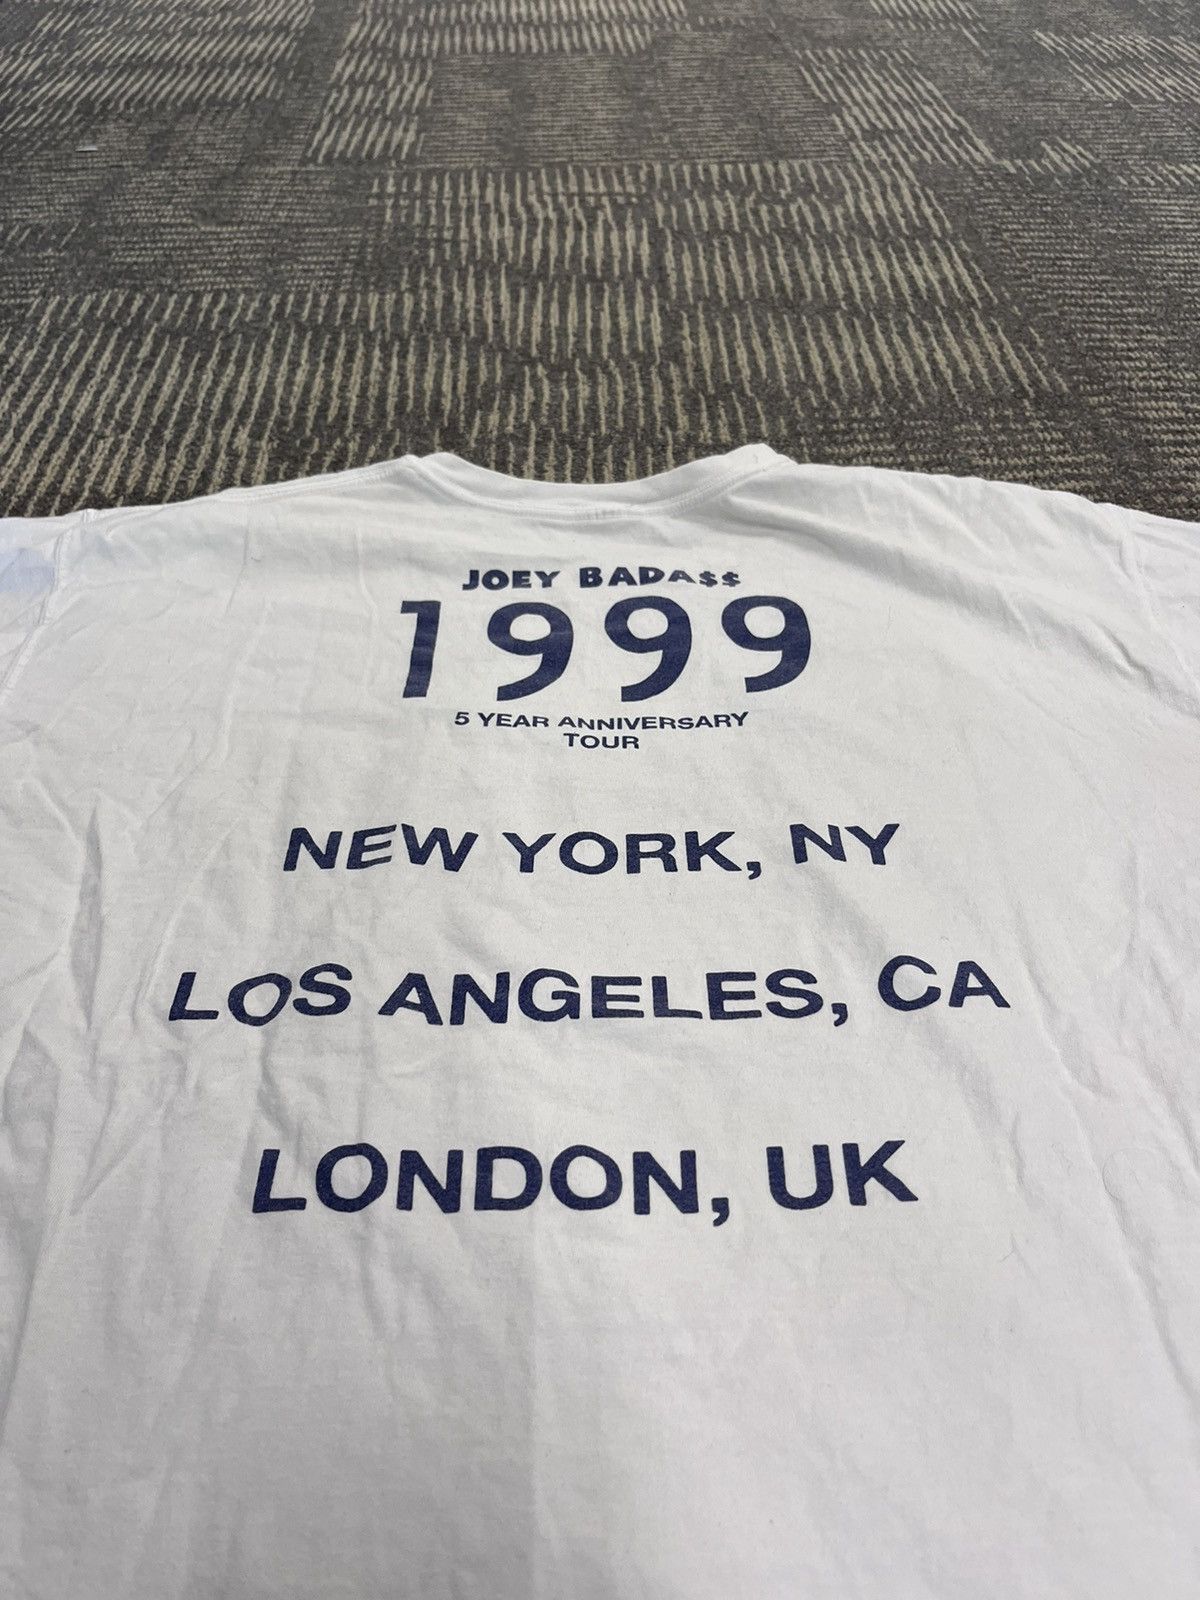 JOEY BADA$$
1999
5 YEAR ANNIVERSARY
TOUR
NEW YORK, NY
LOS ANGELES, CA
LONDON, UK